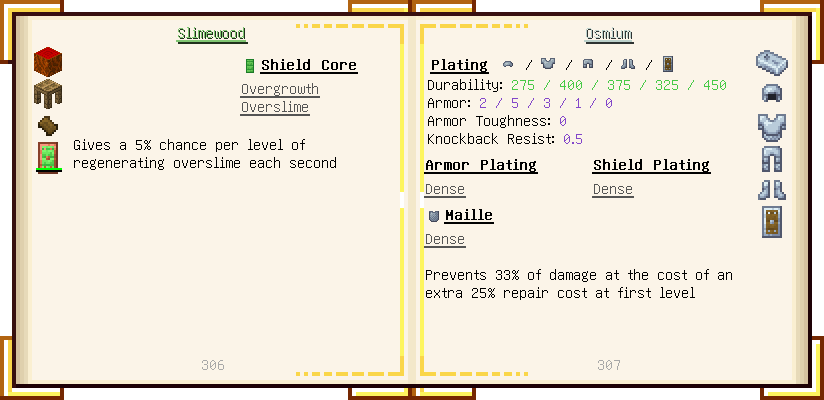 Slimewood
Shield Core
Overgrowth
Overslime
Gives a 5% chance per level of
regenerating overslime each second
306
Osmium
Plating / / / /
Durability: 275 / 400 / 375 / 325 / 450
Armor: 2 / 5 / 3 / 1 / 0
Armor Toughness: 0
Knockback Resist: 0.5
Armor Plating Shield Plating
Dense Dense
Maille
Dense
Prevents 33% of damage at the cost of an
extra 25% repair cost at first level
307